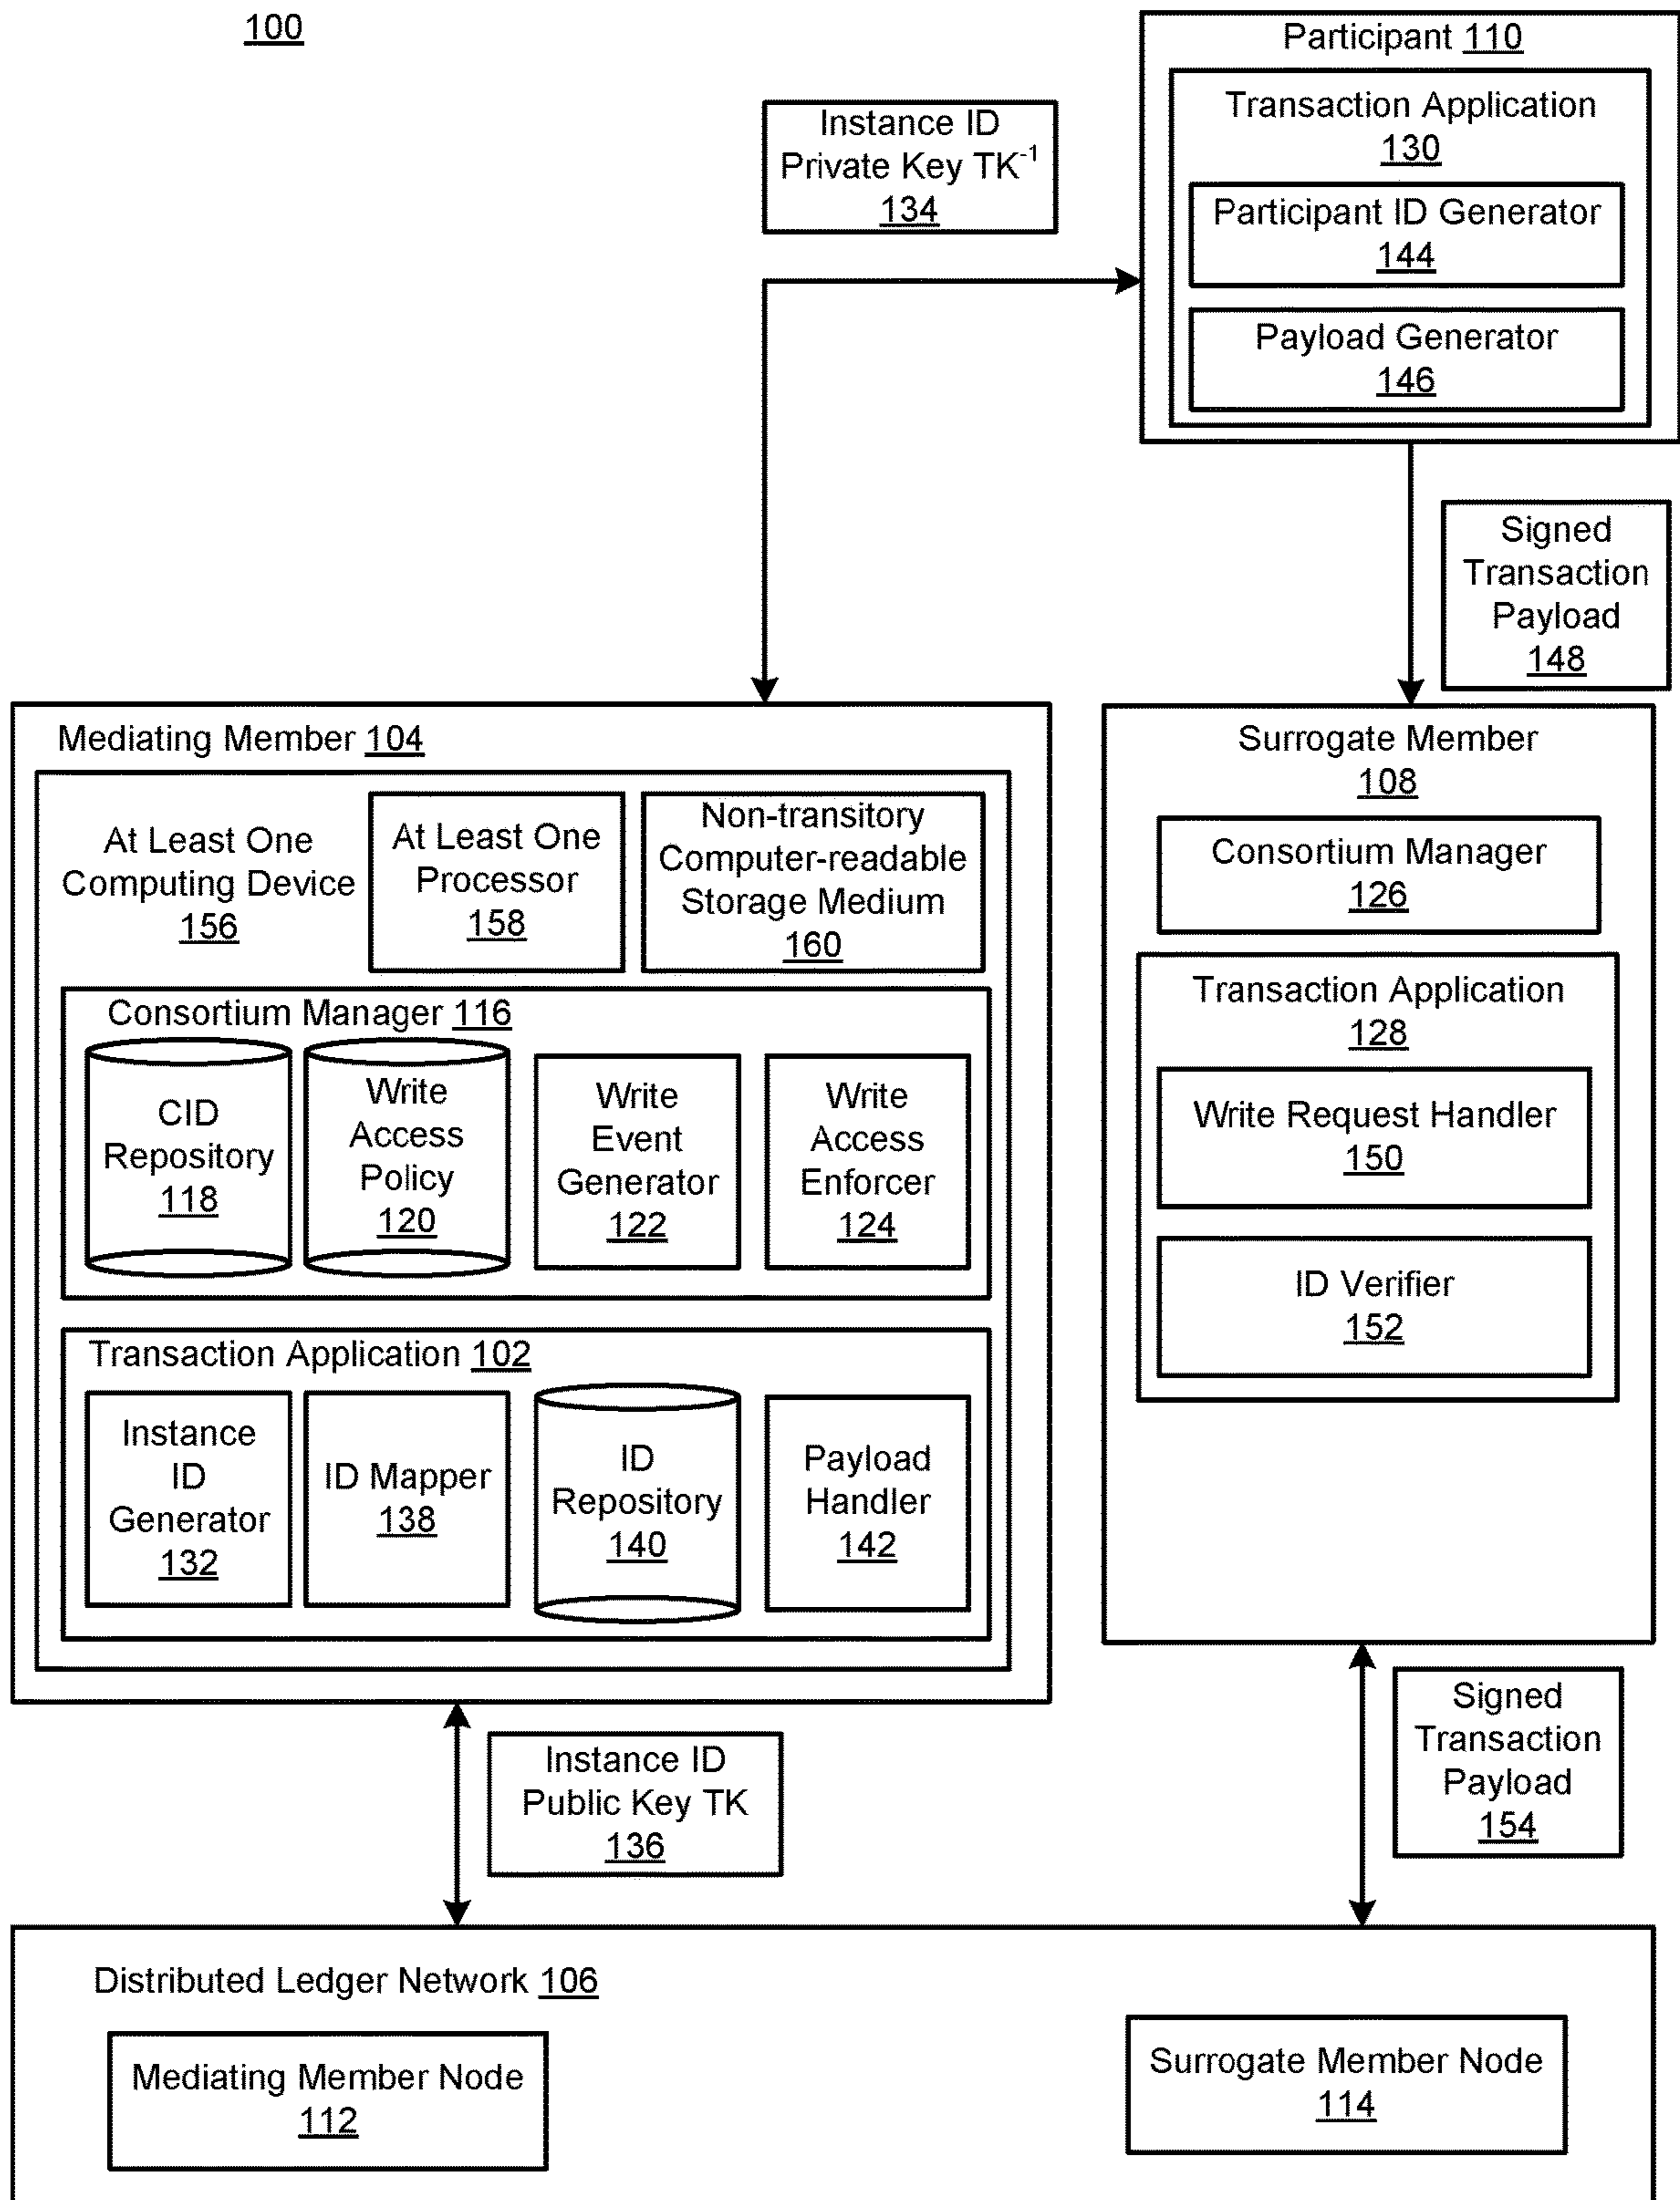 100
Participant 110
Transaction Application
130
Participant ID Generator
144
Payload Generator
146
Instance ID
Private Key TK-1
134
Signed
Transaction
Payload
148
Mediating Member 104
At Least One
Computing Device
156
At Least One
Processor
158
Non-transitory
Computer-readable
Storage Medium
160
Consortium Manager 116
CID
Repository
118
Write
Access
Policy
120
Write
Event
Generator
122
Write
Access
Enforcer
124
Transaction Application 102
Instance
ID
Generator
132
ID Mapper
138
ID
Repository
140
Payload
Handler
142
Surrogate Member
108
Consortium Manager
126
Transaction Application
128
Write Request Handler
150
ID Verifier
152
Instance ID
Public Key TK
136
Signed
Transaction
Payload
154
Distributed Ledger Network 106
Mediating Member Node
112
Surrogate Member Node
114